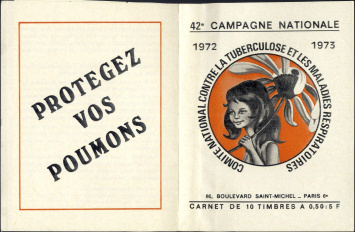 PROTEGEZ
VOS
POUMONS
42e CAMPAGNE NATIONALE
1972 1973
COMITE NATIONAL CONTRE LA TUBERCULOSE ET LES MALADIES RESPIRATOIRES
66, BOULEVARD SAINT-MICHEL _ PARIS 6e
CARNET DE 10 TIMBRES A 0,50:5 F